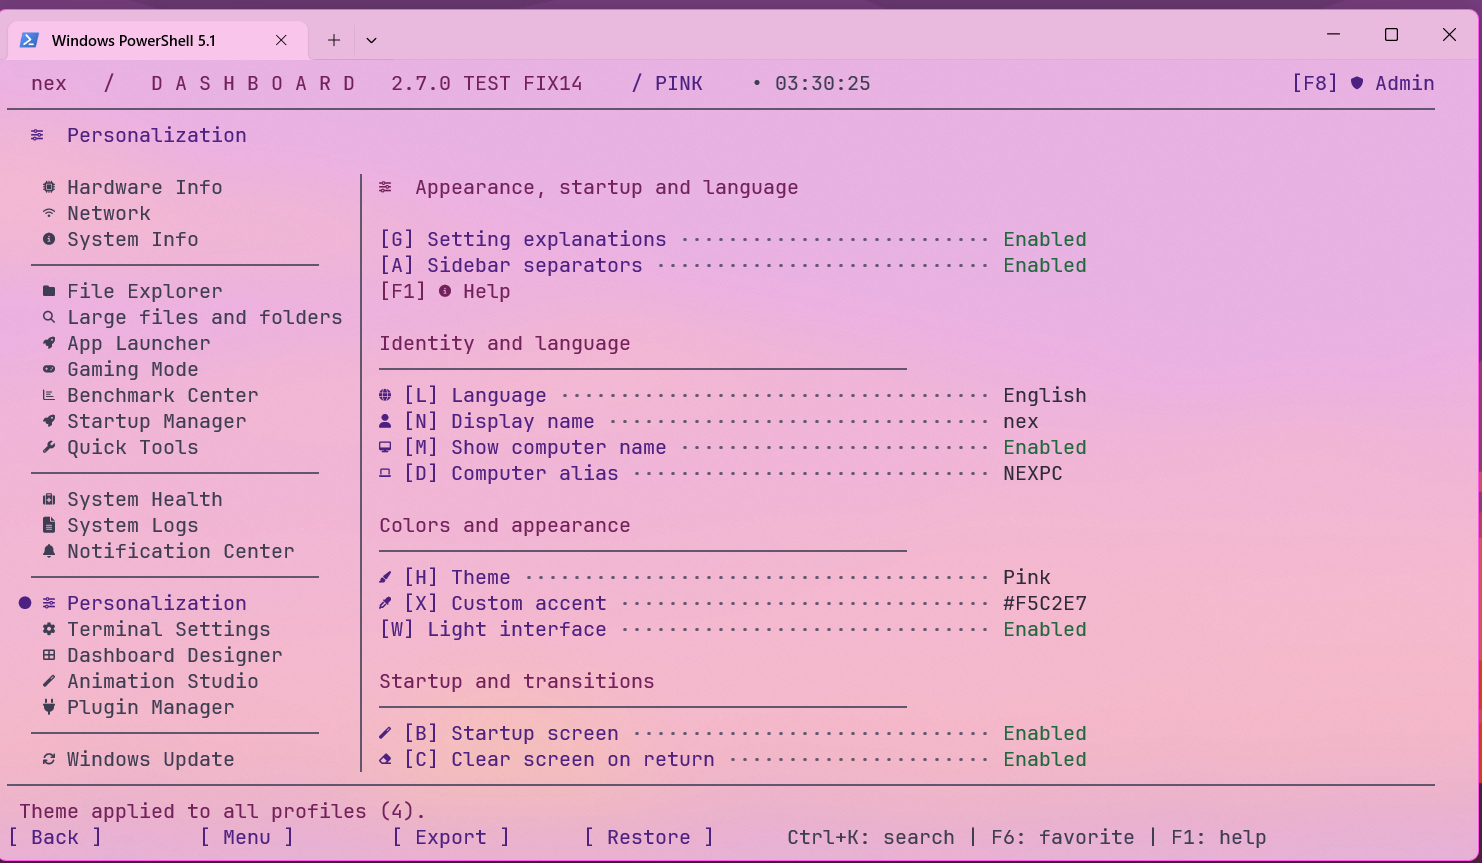 Windows PowerShell 5.1
nex / D A S H B O A R D 2.7.0 TEST FIX14 / PINK • 03:30:25 [F8] Admin
Personalization
Hardware Info
Network
System Info
File Explorer
Large files and folders
App Launcher
Gaming Mode
Benchmark Center
Startup Manager
Quick Tools
System Health
System Logs
Notification Center
Personalization
Terminal Settings
Dashboard Designer
Animation Studio
Plugin Manager
Windows Update
Appearance, startup and language
[G] Setting explanations ·························· Enabled
[A] Sidebar separators ···························· Enabled
[F1] Help
Identity and language
[L] Language ···································· English
[N] Display name ································ nex
[M] Show computer name ·························· Enabled
[D] Computer alias ······························ NEXPC
Colors and appearance
[H] Theme ······································· Pink
[X] Custom accent ······························· #F5C2E7
[W] Light interface ······························· Enabled
Startup and transitions
[B] Startup screen ······························ Enabled
[C] Clear screen on return ······················ Enabled
Theme applied to all profiles (4).
[ Back ] [ Menu ] [ Export ] [ Restore ] Ctrl+K: search | F6: favorite | F1: help